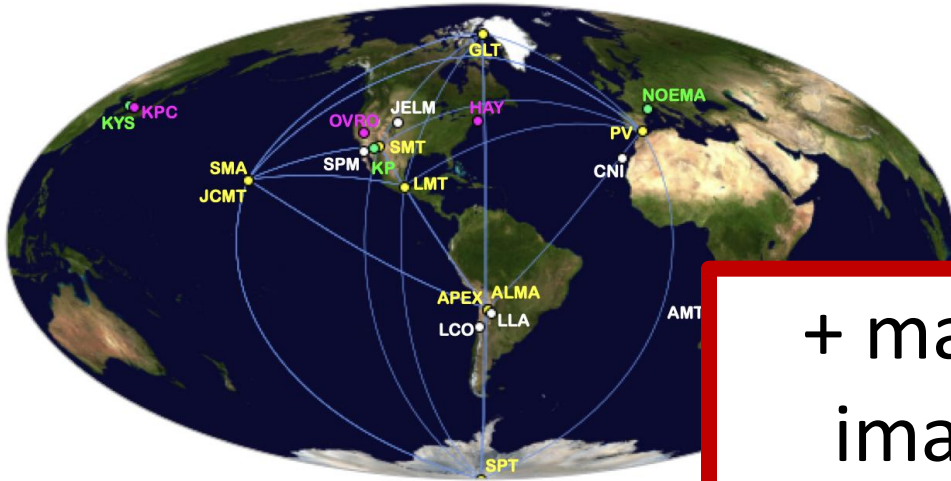 GLT
NOEMA
JELM
HAY
KYS
KPC
OVRO
PV
SMT
SPM
KP
CNI
SMA
JCMT
LMT
APEX
ALMA
LLA
LCO
AMT
+ ma
ima
SPT